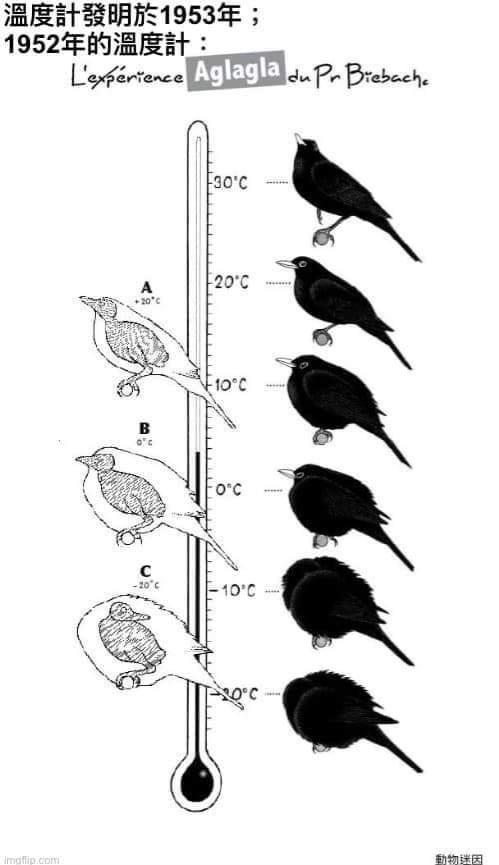 溫度計發明於1953年；
1952年的溫度計：
L'expérience Aglagla du Pr Biebach
30°C
20°C
A
+20°C
10°C
B
0°C
0°C
C
-20°C
-10°C
-20°C
imgflip.com
動物迷因